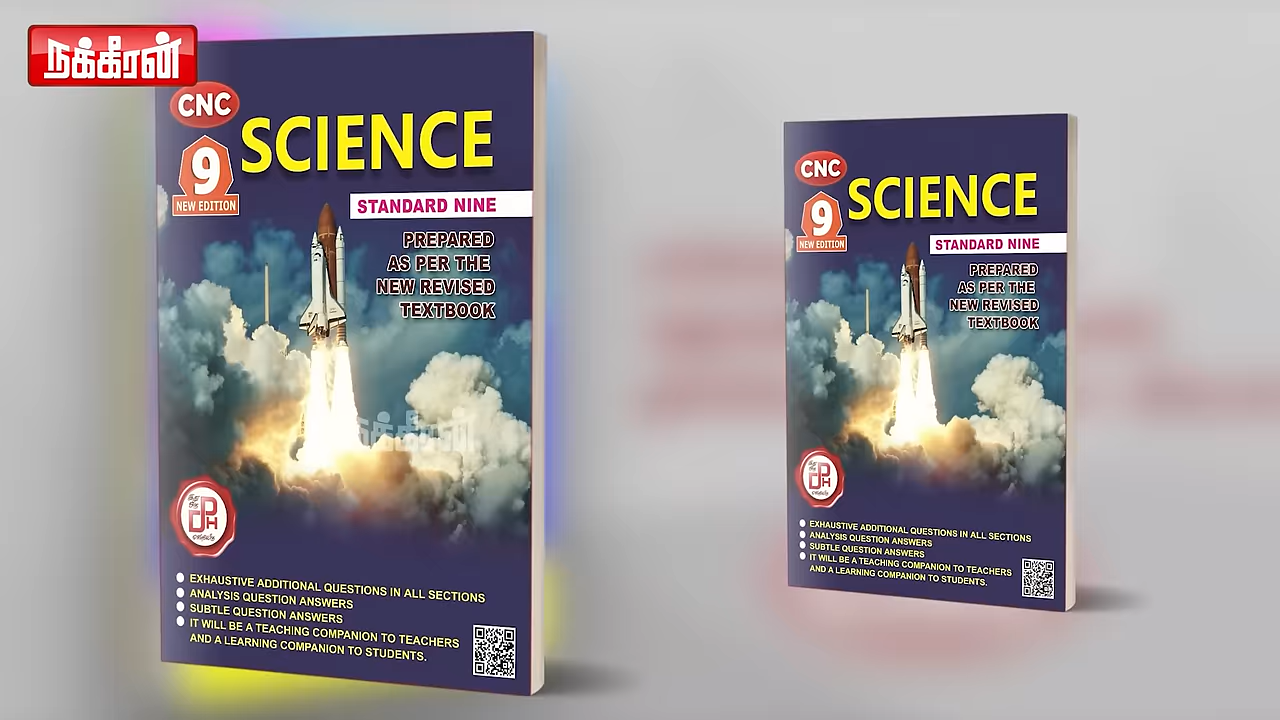 நக்கீரன்
CNC
9
NEW EDITION
SCIENCE
STANDARD NINE
PREPARED
AS PER THE
NEW REVISED
TEXTBOOK
நக்கீரன்
DPH
EXHAUSTIVE ADDITIONAL QUESTIONS IN ALL SECTIONS
ANALYSIS QUESTION ANSWERS
SUBTLE QUESTION ANSWERS
IT WILL BE A TEACHING COMPANION TO TEACHERS
AND A LEARNING COMPANION TO STUDENTS.
CNC
9
NEW EDITION
SCIENCE
STANDARD NINE
PREPARED
AS PER THE
NEW REVISED
TEXTBOOK
DPH
EXHAUSTIVE ADDITIONAL QUESTIONS IN ALL SECTIONS
ANALYSIS QUESTION ANSWERS
SUBTLE QUESTION ANSWERS
IT WILL BE A TEACHING COMPANION TO TEACHERS
AND A LEARNING COMPANION TO STUDENTS.